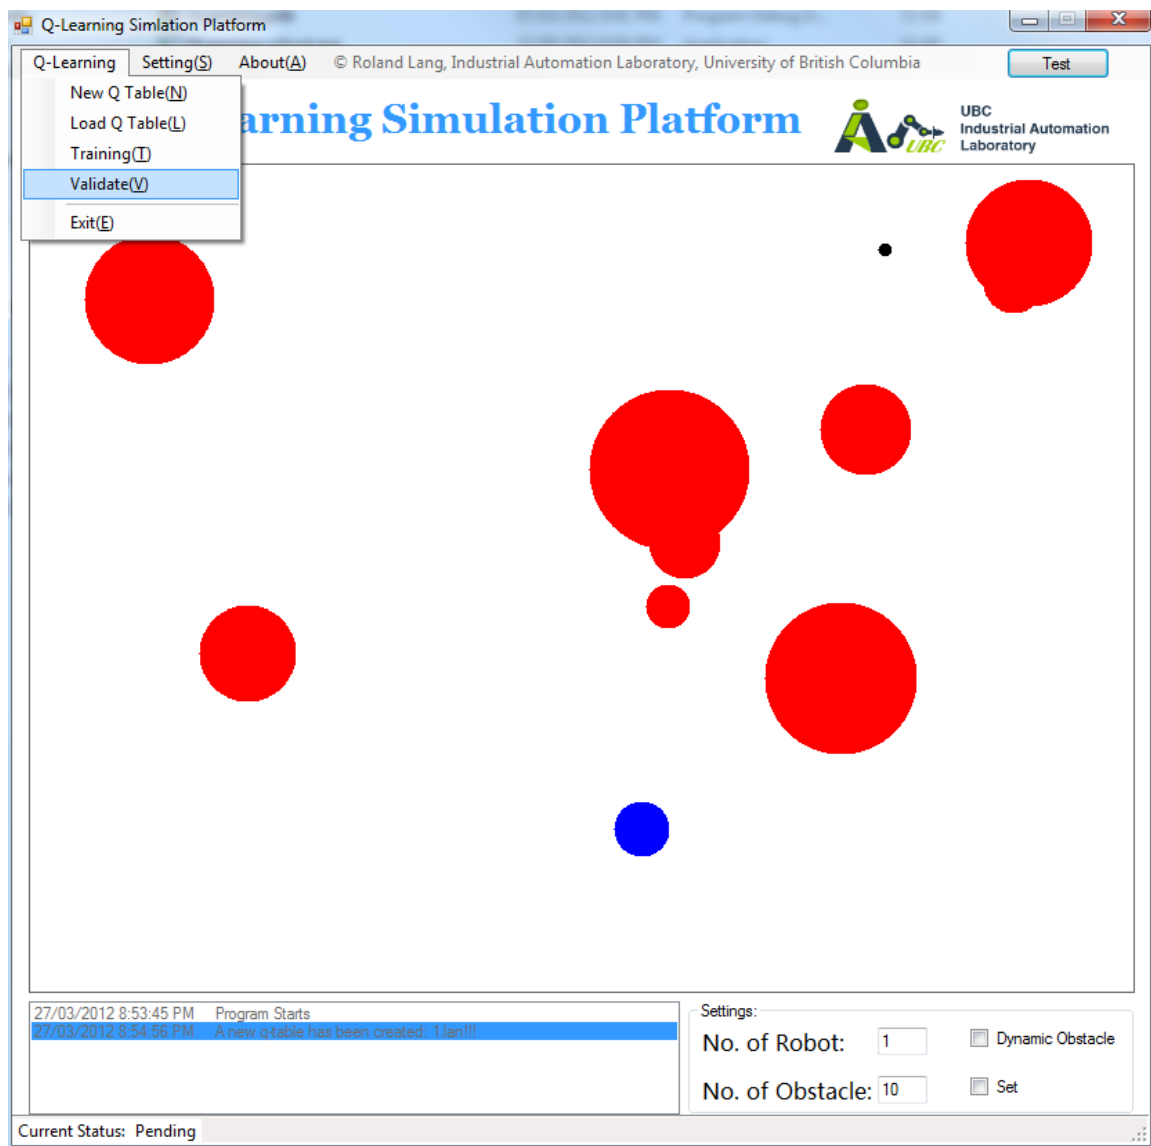 Q-Learning Simlation Platform
Q-Learning Setting(S) About(A) © Roland Lang, Industrial Automation Laboratory, University of British Columbia Test
New Q Table(N)
Load Q Table(L)
Training(T)
Validate(V)
Exit(E)
arning Simulation Platform
UBC
UBC
Industrial Automation
Laboratory
27/03/2012 8:53:45 PM Program Starts
27/03/2012 8:54:56 PM A new q-table has been created: 1.lan!!!
Settings:
No. of Robot: 1 Dynamic Obstacle
No. of Obstacle: 10 Set
Current Status: Pending